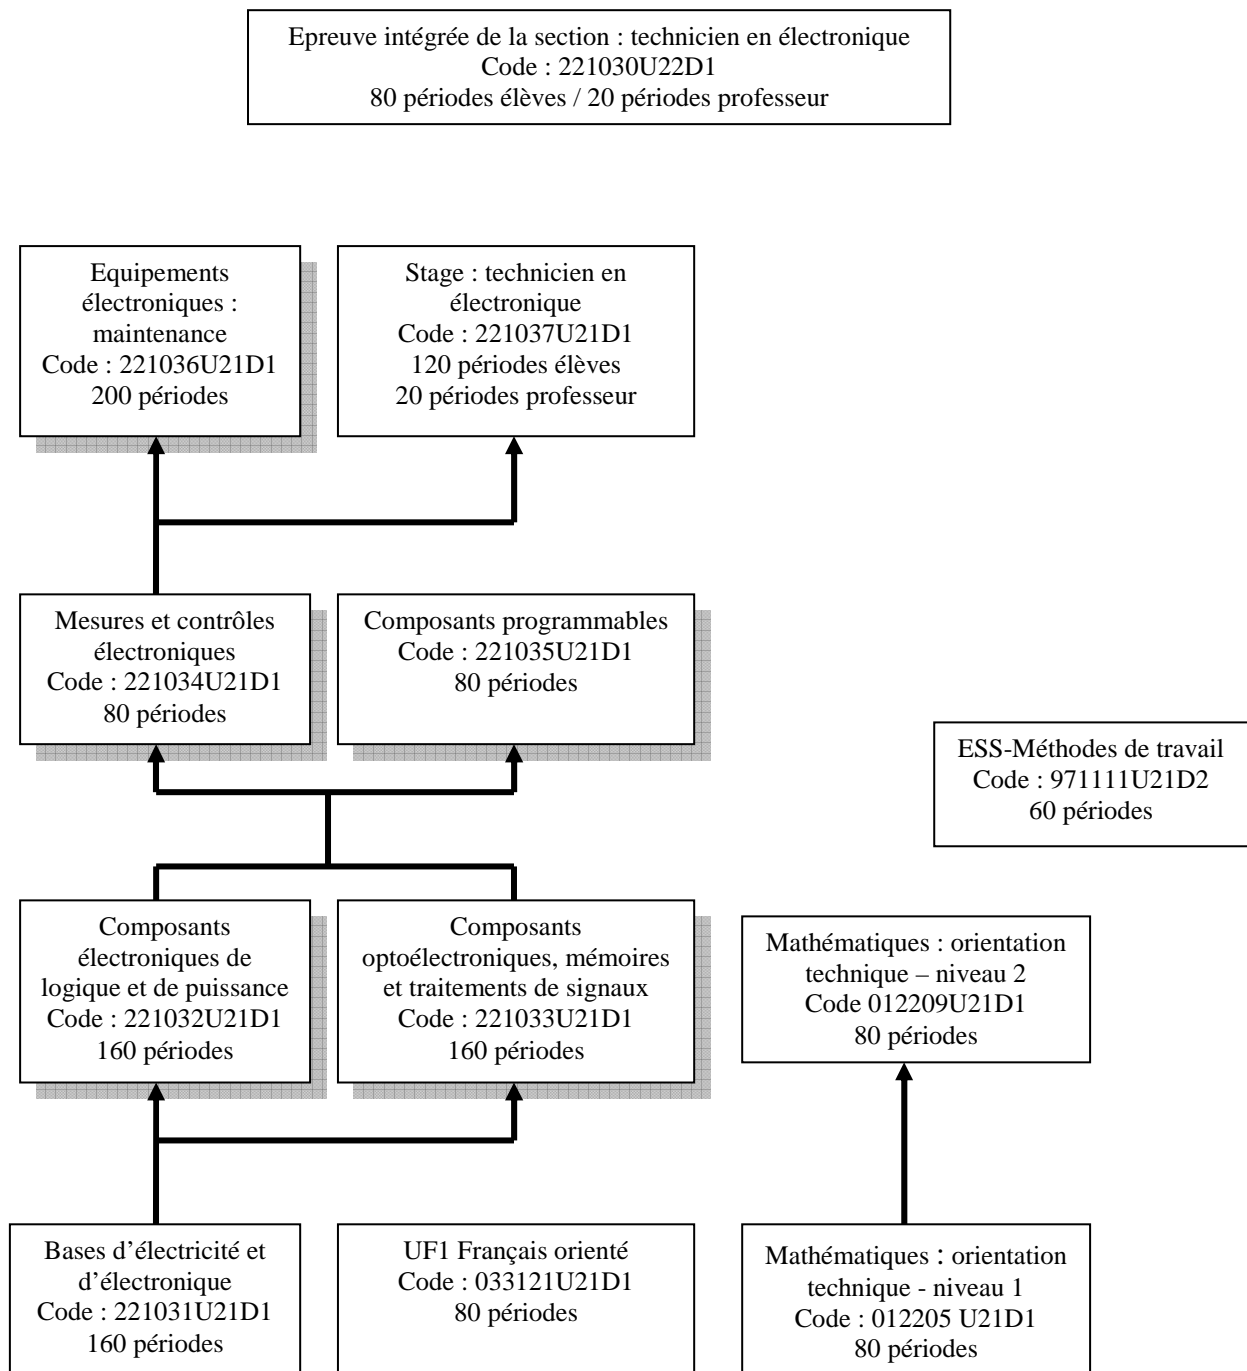 Epreuve intégrée de la section : technicien en électronique
Code : 221030U22D1
80 périodes élèves / 20 périodes professeur
Equipements
électroniques :
maintenance
Code : 221036U21D1
200 périodes
Stage : technicien en
électronique
Code : 221037U21D1
120 périodes élèves
20 périodes professeur
Mesures et contrôles
électroniques
Code : 221034U21D1
80 périodes
Composants programmables
Code : 221035U21D1
80 périodes
ESS-Méthodes de travail
Code : 971111U21D2
60 périodes
Composants
électroniques de
logique et de puissance
Code : 221032U21D1
160 périodes
Composants
optoélectroniques, mémoires
et traitements de signaux
Code : 221033U21D1
160 périodes
Mathématiques : orientation
technique – niveau 2
Code 012209U21D1
80 périodes
Bases d’électricité et
d’électronique
Code : 221031U21D1
160 périodes
UF1 Français orienté
Code : 033121U21D1
80 périodes
Mathématiques : orientation
technique - niveau 1
Code : 012205 U21D1
80 périodes